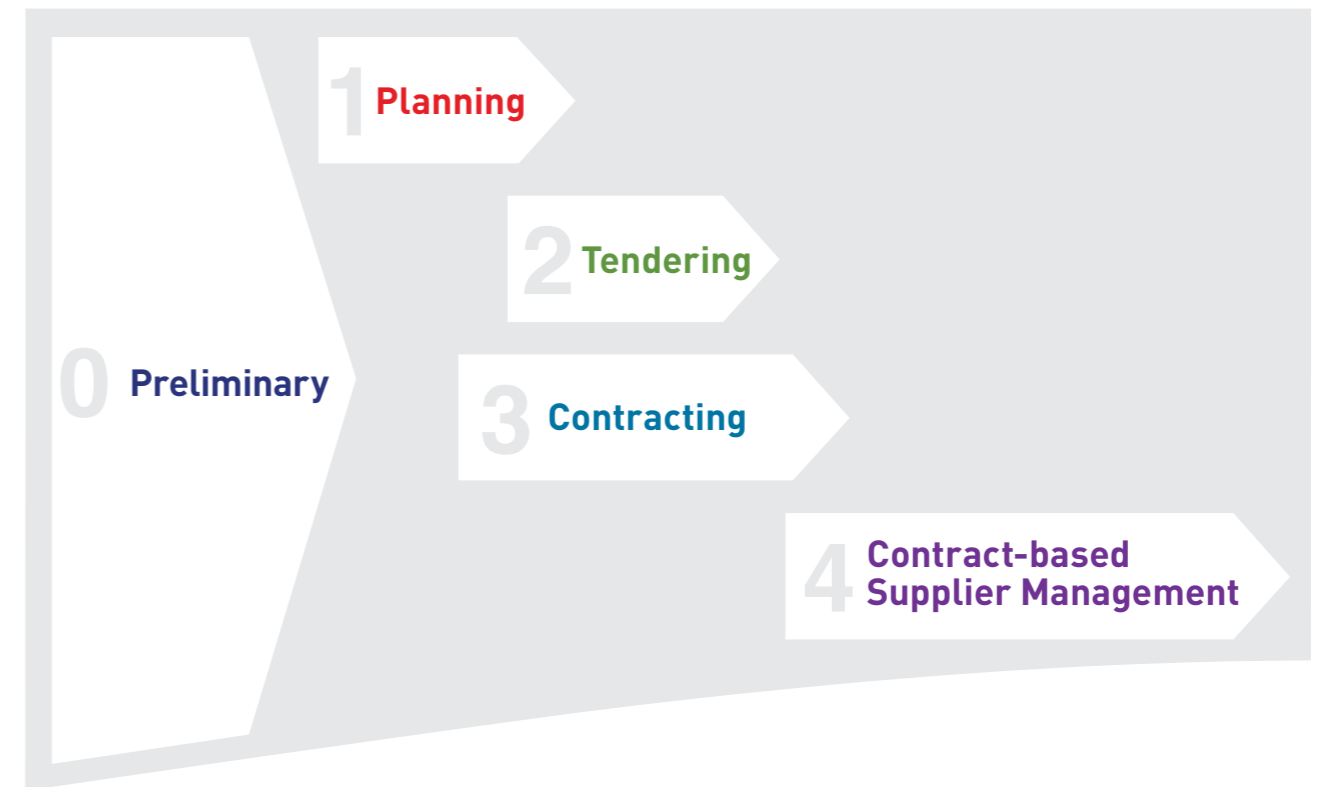 0 Preliminary
1 Planning
2 Tendering
3 Contracting
4 Contract-based
Supplier Management